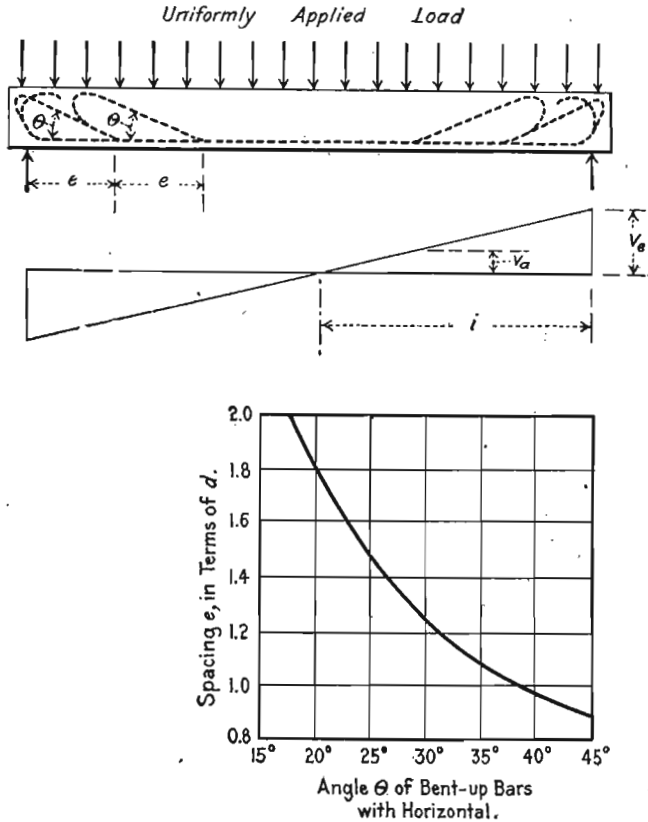 Uniformly Applied Load
θ θ
e e
Va
Ve
i
2.0
1.8
1.6
1.4
1.2
1.0
0.8
Spacing e, in Terms of d.
15° 20° 25° 30° 35° 40° 45°
Angle θ of Bent-up Bars
with Horizontal.